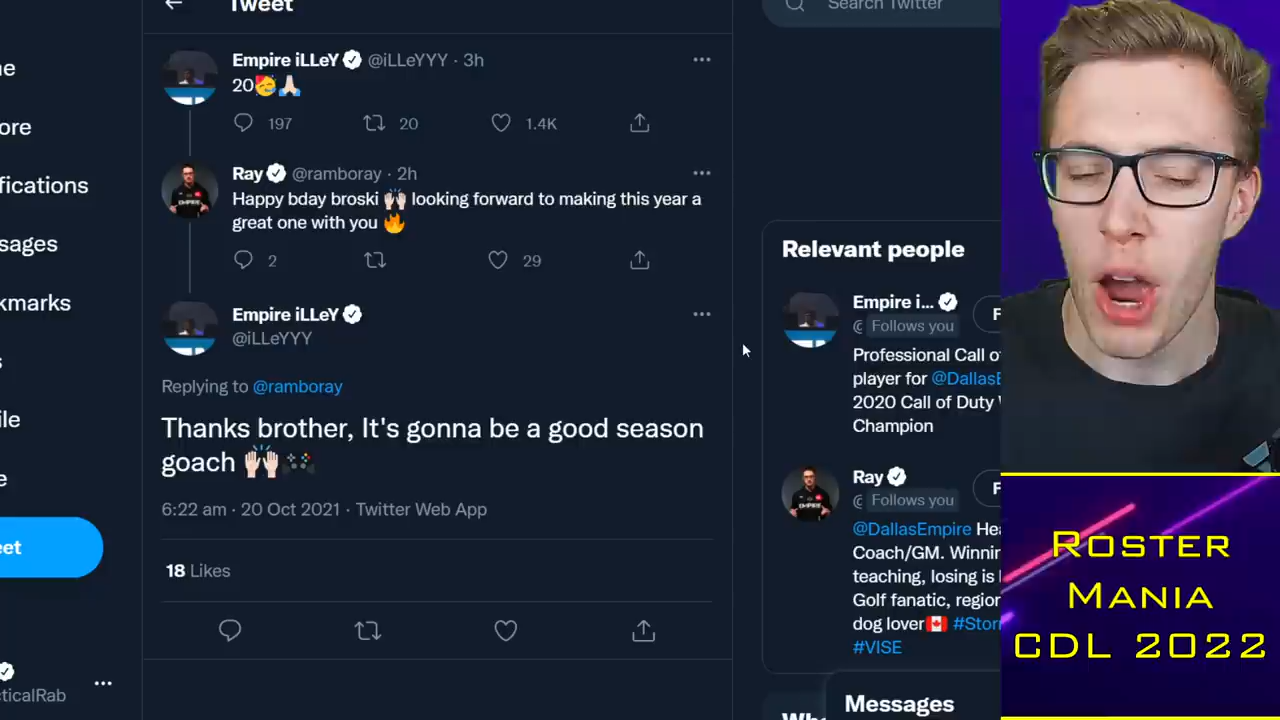 Tweet
Search Twitter
Empire iLLeY @iLLeYYY · 3h
20🥳🙏🏻
197 20 1.4K
Ray @ramboray · 2h
Happy bday broski 🙌🏻 looking forward to making this year a
great one with you 🔥
2 29
Empire iLLeY
@iLLeYYY
Replying to @ramboray
Thanks brother, It's gonna be a good season
goach 🙌🏻🎮
6:22 am · 20 Oct 2021 · Twitter Web App
18 Likes
Relevant people
Empire i...
@ Follows you
Professional Call o
player for @DallasE
2020 Call of Duty W
Champion
Ray
@ Follows you
@DallasEmpire Hea
Coach/GM. Winnin
teaching, losing is l
Golf fanatic, region
dog lover🇨🇦 #Ston
#VISE
Messages
ne
ore
fications
sages
kmarks
s
ile
e
eet
cticalRab
Roster
Mania
CDL 2022